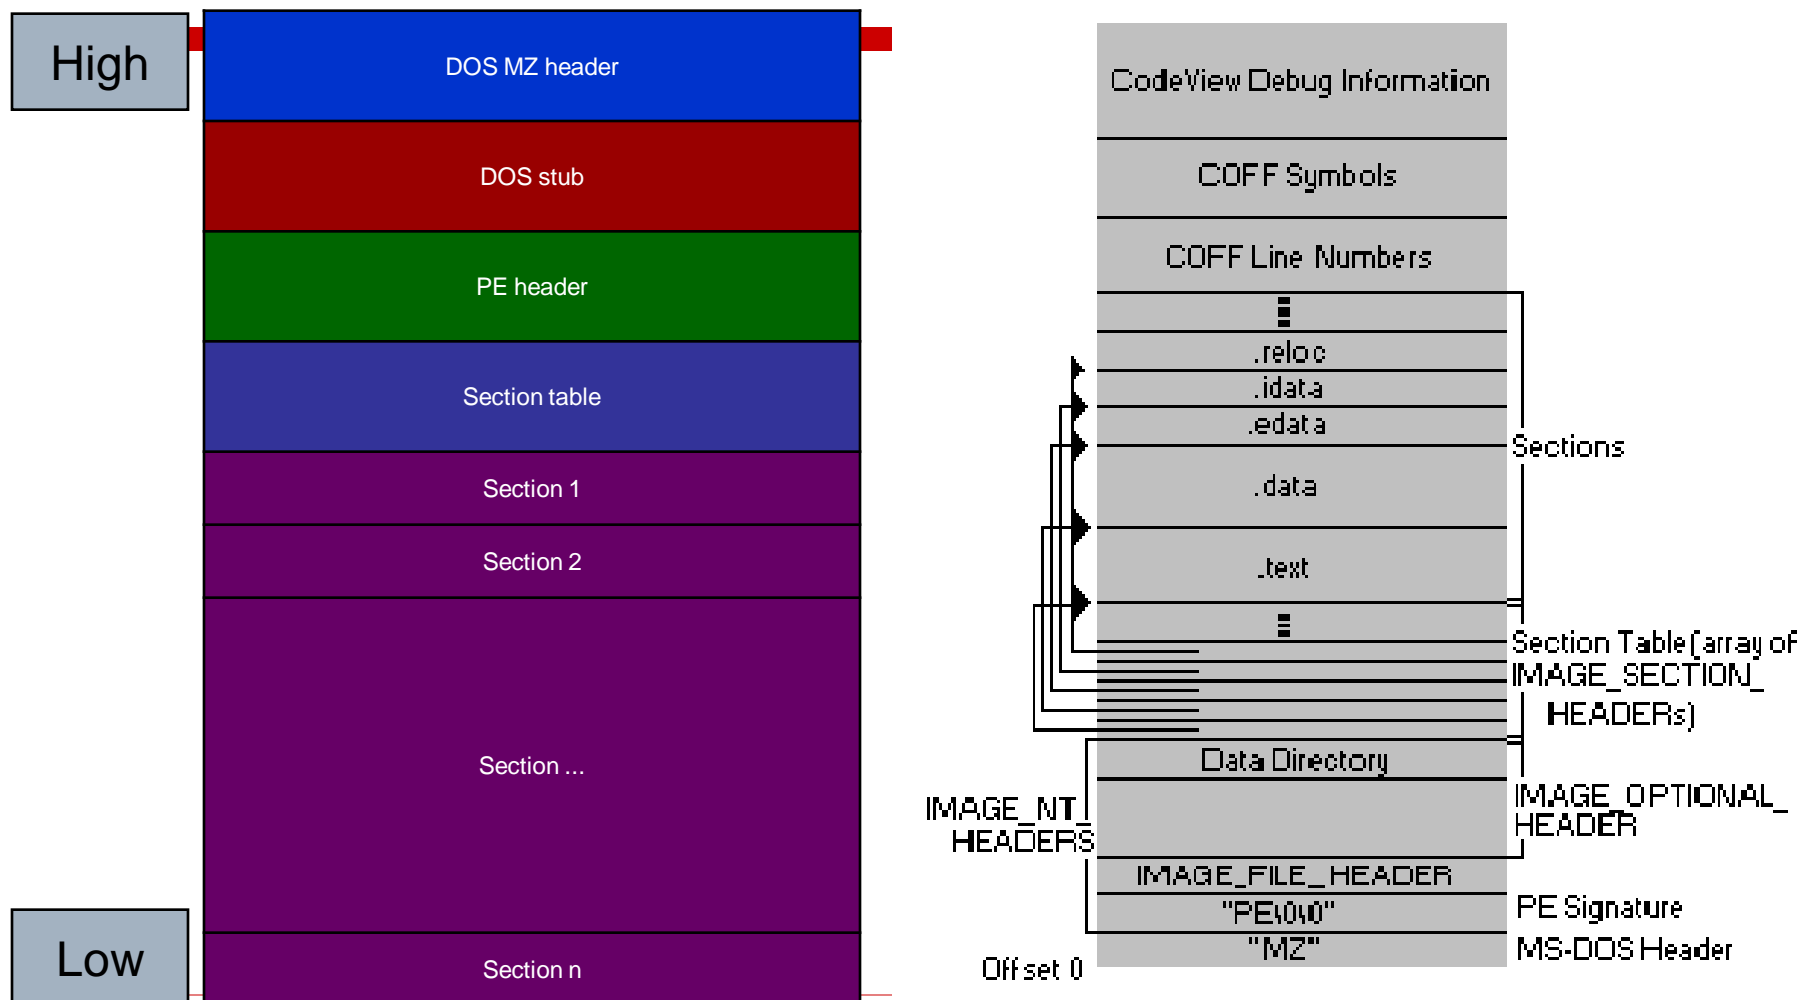 High
DOS MZ header
DOS stub
PE header
Section table
Section 1
Section 2
Section ...
Low
Section n
CodeView Debug Information
COFF Symbols
COFF Line Numbers
.reloc
.idata
.edata
Sections
.data
.text
Section Table(array of
IMAGE_SECTION_
HEADERs)
Data Directory
IMAGE_NT_
HEADERS
IMAGE_OPTIONAL_
HEADER
IMAGE_FILE_HEADER
"PE\0\0"
PE Signature
"MZ"
MS-DOS Header
Offset 0